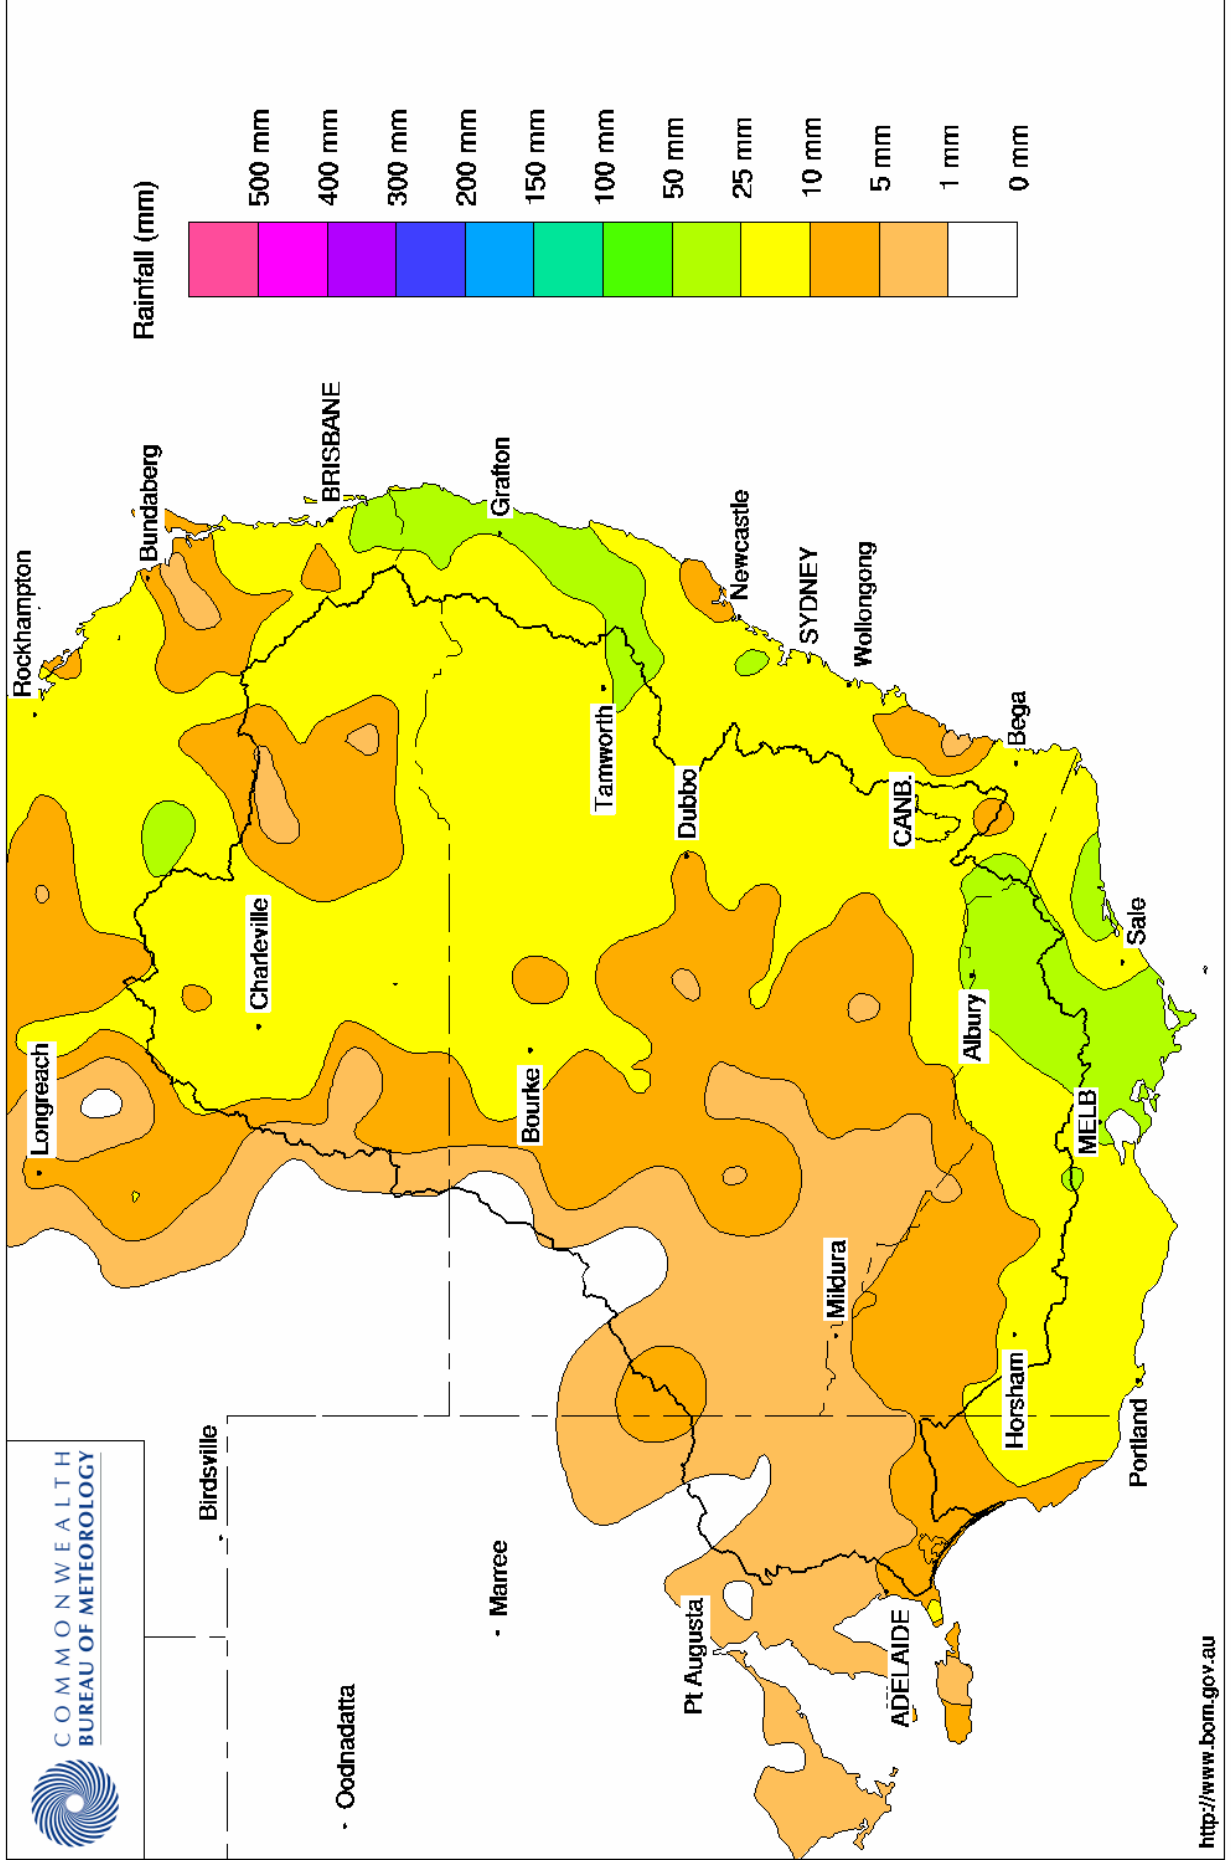 COMMONWEALTH
BUREAU OF METEOROLOGY
Rainfall (mm)
500 mm
400 mm
300 mm
200 mm
150 mm
100 mm
50 mm
25 mm
10 mm
5 mm
1 mm
0 mm
Rockhampton
Longreach
Bundaberg
Birdsville
Charleville
BRISBANE
Oodnadatta
Marree
Bourke
Grafton
Tamworth
Pt Augusta
Dubbo
Newcastle
Mildura
SYDNEY
Wollongong
ADELAIDE
CANB.
Albury
Horsham
Bega
MELB
Portland
Sale
http://www.bom.gov.au